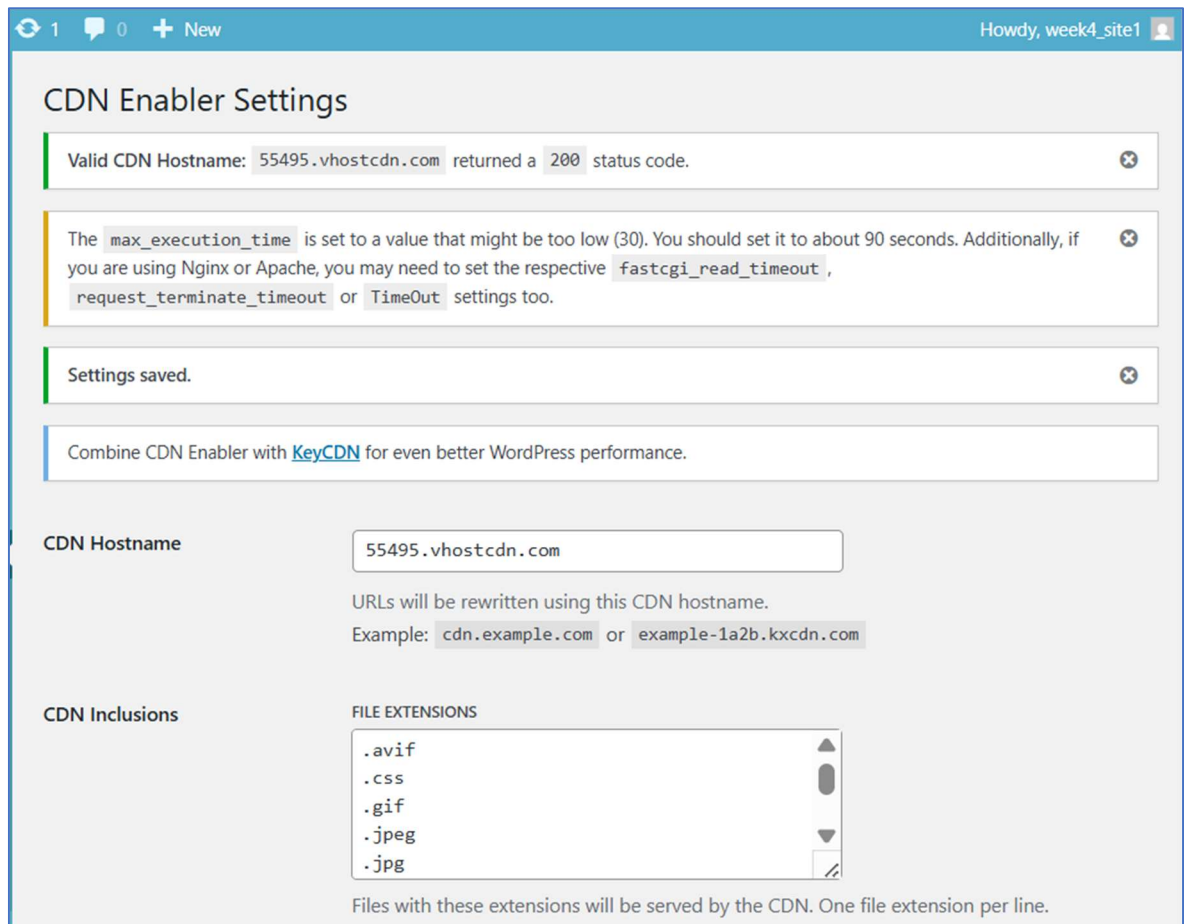 1 0 New Howdy, week4_site1
CDN Enabler Settings
Valid CDN Hostname: 55495.vhostcdn.com returned a 200 status code.
The max_execution_time is set to a value that might be too low (30). You should set it to about 90 seconds. Additionally, if
you are using Nginx or Apache, you may need to set the respective fastcgi_read_timeout ,
request_terminate_timeout or TimeOut settings too.
Settings saved.
Combine CDN Enabler with KeyCDN for even better WordPress performance.
CDN Hostname
55495.vhostcdn.com
URLs will be rewritten using this CDN hostname.
Example: cdn.example.com or example-1a2b.kxcdn.com
CDN Inclusions
FILE EXTENSIONS
.avif
.css
.gif
.jpeg
.jpg
Files with these extensions will be served by the CDN. One file extension per line.